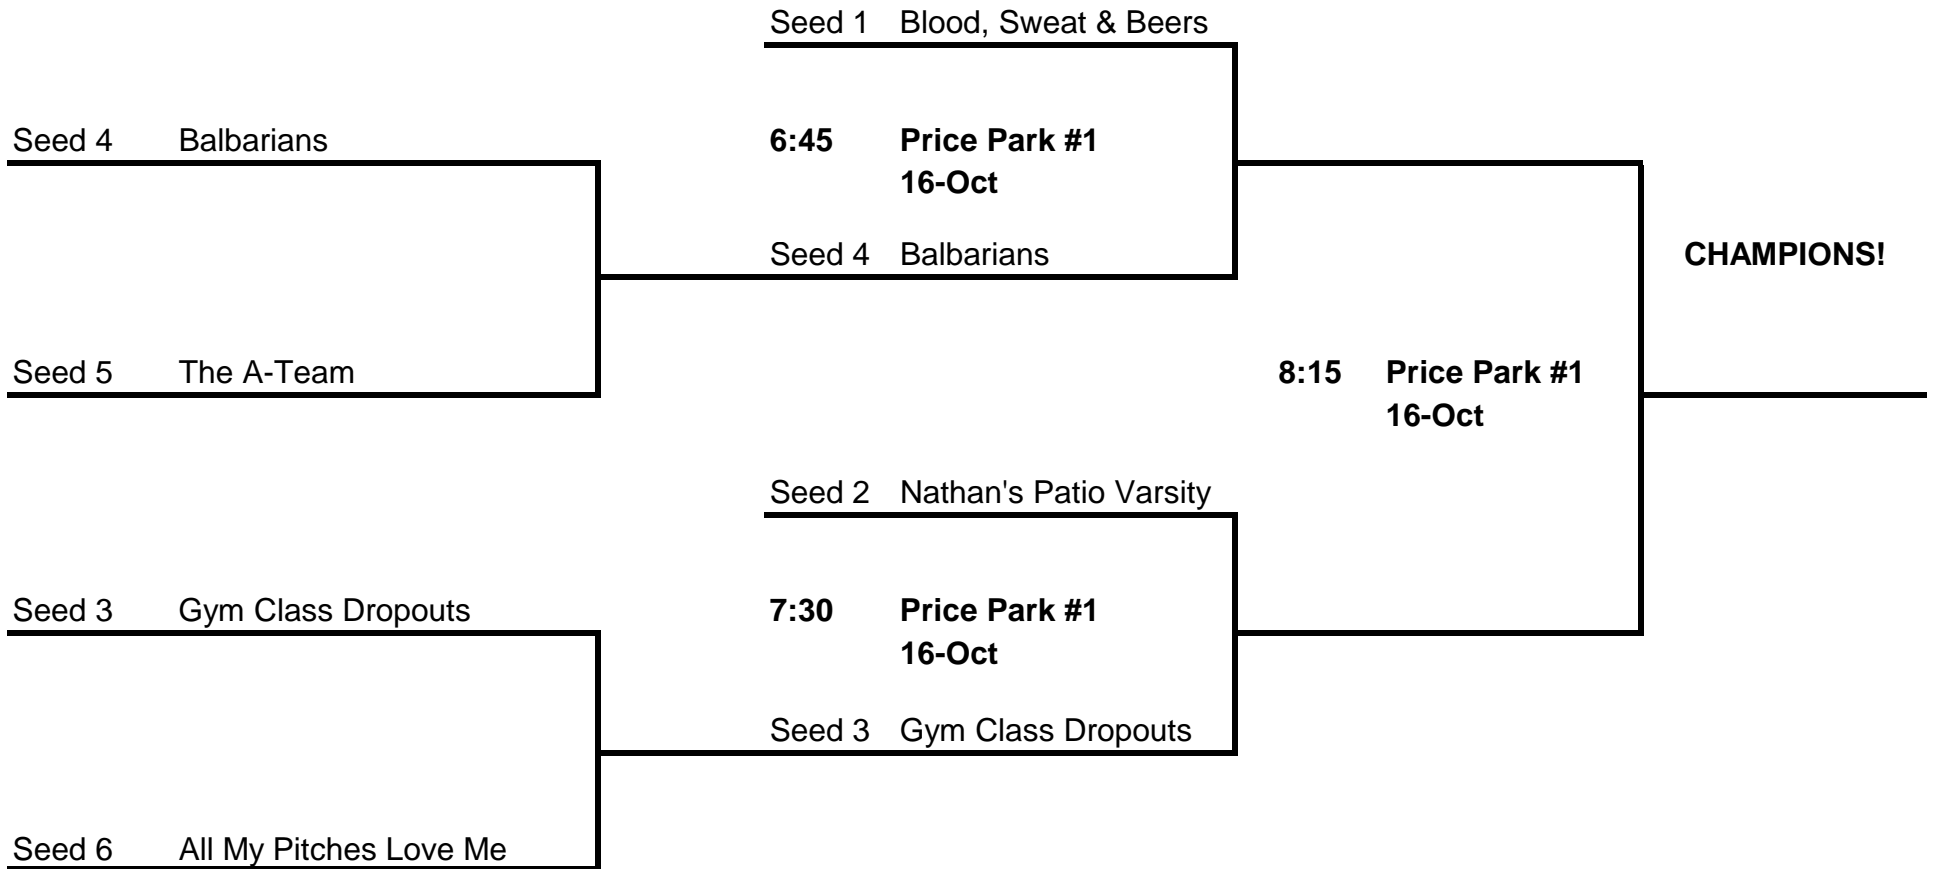 Seed 1 Blood, Sweat & Beers
Seed 4 Balbarians 6:45 Price Park #1
16-Oct
Seed 4 Balbarians CHAMPIONS!
Seed 5 The A-Team 8:15 Price Park #1
16-Oct
Seed 2 Nathan's Patio Varsity
Seed 3 Gym Class Dropouts 7:30 Price Park #1
16-Oct
Seed 3 Gym Class Dropouts
Seed 6 All My Pitches Love Me